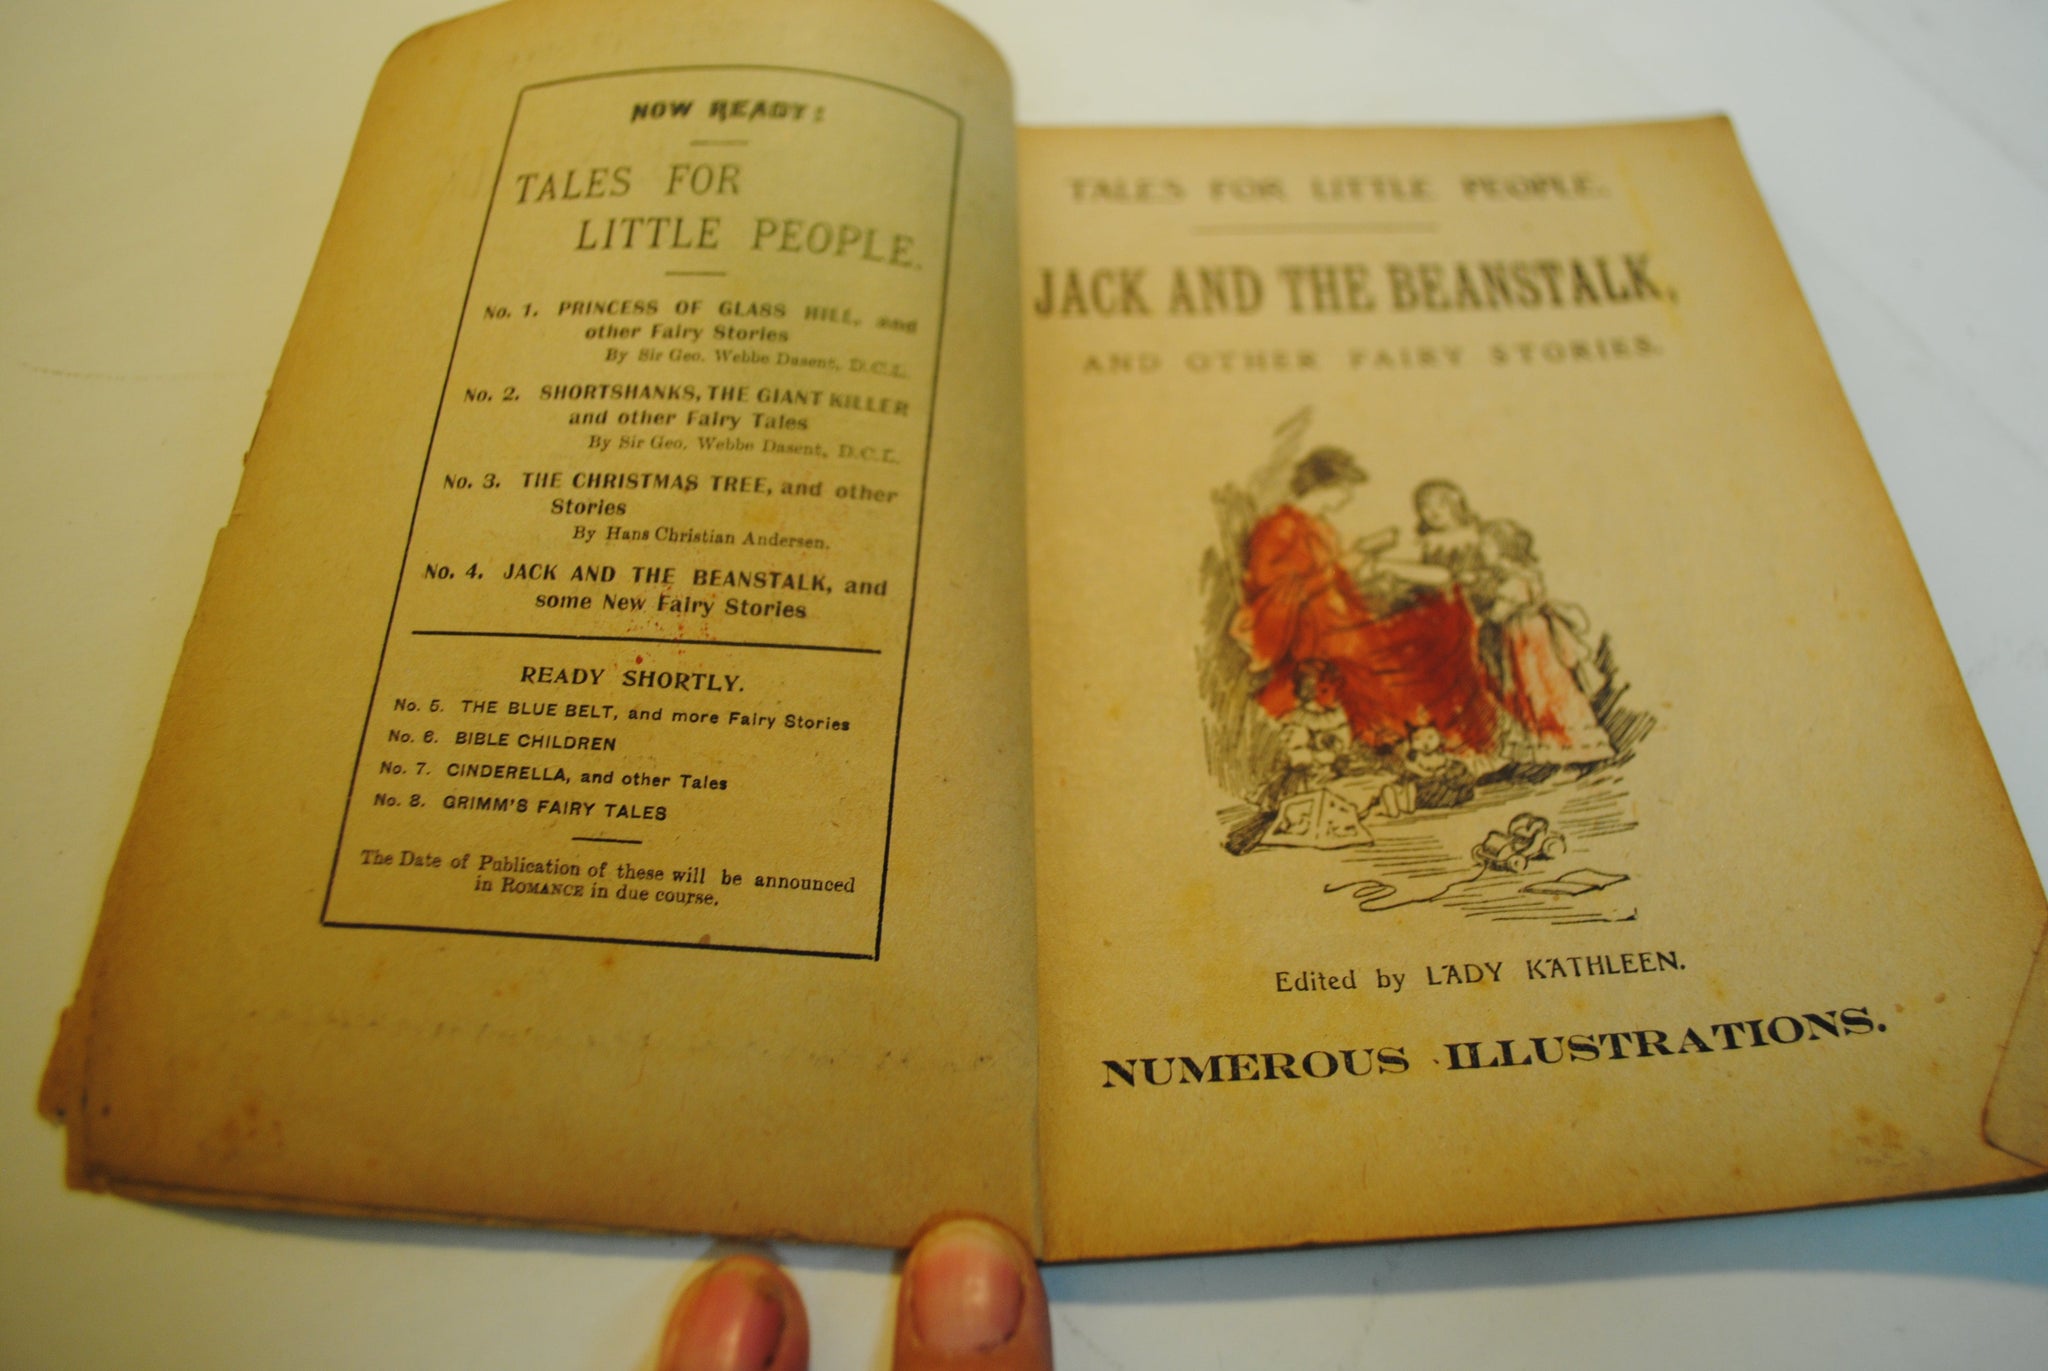 NOW READY:
TALES FOR
LITTLE PEOPLE.
No. 1. PRINCESS OF GLASS HILL, and
other Fairy Stories
By Sir Geo. Webbe Dasent, D.C.L.
No. 2. SHORTSHANKS, THE GIANT KILLER
and other Fairy Tales
By Sir Geo. Webbe Dasent, D.C.L.
No. 3. THE CHRISTMAS TREE, and other
Stories
By Hans Christian Andersen.
No. 4. JACK AND THE BEANSTALK, and
some New Fairy Stories
READY SHORTLY.
No. 5. THE BLUE BELT, and more Fairy Stories
No. 6. BIBLE CHILDREN
No. 7. CINDERELLA, and other Tales
No. 8. GRIMM'S FAIRY TALES
The Date of Publication of these will be announced
in ROMANCE in due course.
TALES FOR LITTLE PEOPLE.
JACK AND THE BEANSTALK,
AND OTHER FAIRY STORIES.
Edited by LADY KATHLEEN.
NUMEROUS ILLUSTRATIONS.